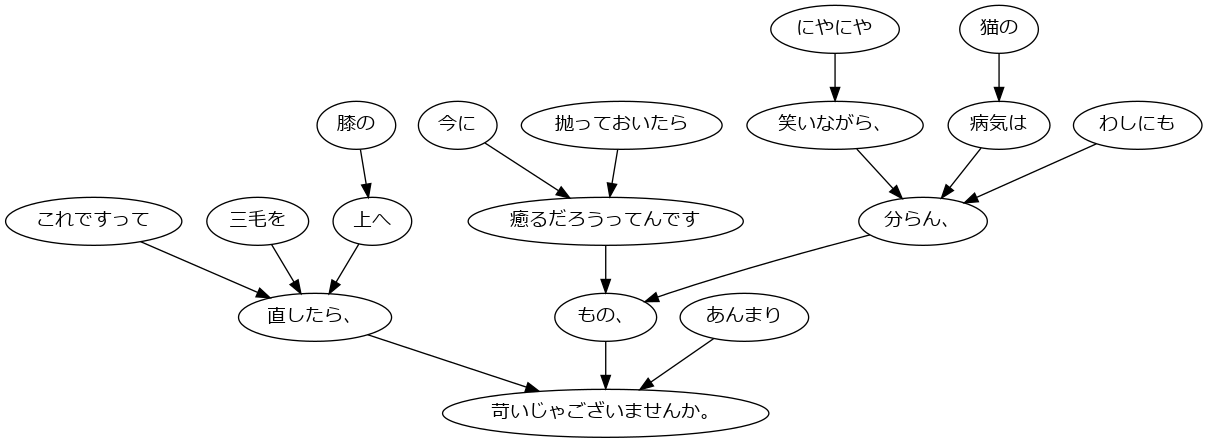 にやにや
猫の
膝の
今に
抛っておいたら
笑いながら、
病気は
わしにも
これですって
三毛を
上へ
癒るだろうってんです
分らん、
直したら、
もの、
あんまり
苛いじゃございませんか。